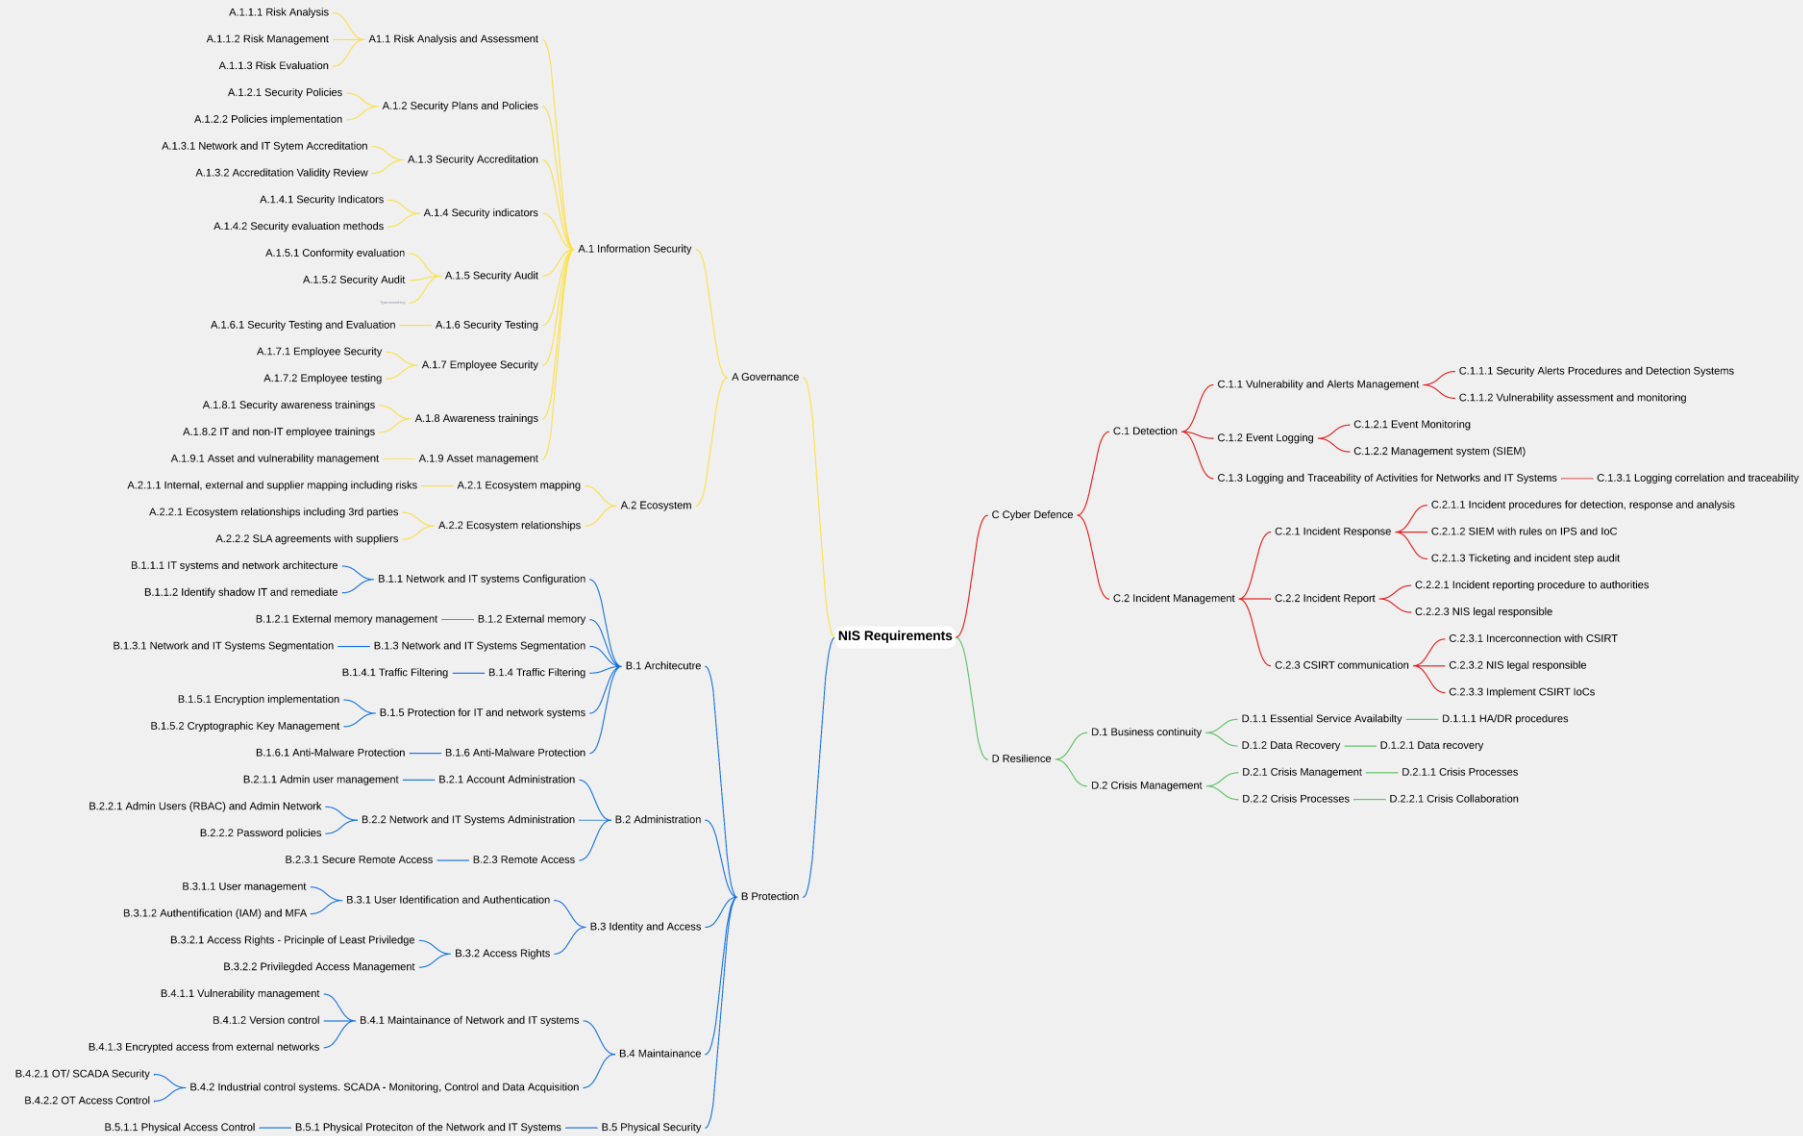 NIS Requirements
A Governance
A.1 Information Security
A1.1 Risk Analysis and Assessment
A.1.1.1 Risk Analysis
A.1.1.2 Risk Management
A.1.1.3 Risk Evaluation
A.1.2 Security Plans and Policies
A.1.2.1 Security Policies
A.1.2.2 Policies implementation
A.1.3 Security Accreditation
A.1.3.1 Network and IT Sytem Accreditation
A.1.3.2 Accreditation Validity Review
A.1.4 Security indicators
A.1.4.1 Security Indicators
A.1.4.2 Security evaluation methods
A.1.5 Security Audit
A.1.5.1 Conformity evaluation
A.1.5.2 Security Audit
A.1.6 Security Testing
A.1.6.1 Security Testing and Evaluation
A.1.7 Employee Security
A.1.7.1 Employee Security
A.1.7.2 Employee testing
A.1.8 Awareness trainings
A.1.8.1 Security awareness trainings
A.1.8.2 IT and non-IT employee trainings
A.1.9 Asset management
A.1.9.1 Asset and vulnerability management
A.2 Ecosystem
A.2.1 Ecosystem mapping
A.2.1.1 Internal, external and supplier mapping including risks
A.2.2 Ecosystem relationships
A.2.2.1 Ecosystem relationships including 3rd parties
A.2.2.2 SLA agreements with suppliers
B Protection
B.1 Architecutre
B.1.1 Network and IT systems Configuration
B.1.1.1 IT systems and network architecture
B.1.1.2 Identify shadow IT and remediate
B.1.2 External memory
B.1.2.1 External memory management
B.1.3 Network and IT Systems Segmentation
B.1.3.1 Network and IT Systems Segmentation
B.1.4 Traffic Filtering
B.1.4.1 Traffic Filtering
B.1.5 Protection for IT and network systems
B.1.5.1 Encryption implementation
B.1.5.2 Cryptographic Key Management
B.1.6 Anti-Malware Protection
B.1.6.1 Anti-Malware Protection
B.2 Administration
B.2.1 Account Administration
B.2.1.1 Admin user management
B.2.2 Network and IT Systems Administration
B.2.2.1 Admin Users (RBAC) and Admin Network
B.2.2.2 Password policies
B.2.3 Remote Access
B.2.3.1 Secure Remote Access
B.3 Identity and Access
B.3.1 User Identification and Authentication
B.3.1.1 User management
B.3.1.2 Authentification (IAM) and MFA
B.3.2 Access Rights
B.3.2.1 Access Rights - Pricinple of Least Priviledge
B.3.2.2 Privilegded Access Management
B.4 Maintainance
B.4.1 Maintainance of Network and IT systems
B.4.1.1 Vulnerability management
B.4.1.2 Version control
B.4.1.3 Encrypted access from external networks
B.4.2 Industrial control systems. SCADA - Monitoring, Control and Data Acquisition
B.4.2.1 OT/ SCADA Security
B.4.2.2 OT Access Control
B.5 Physical Security
B.5.1 Physical Proteciton of the Network and IT Systems
B.5.1.1 Physical Access Control
C Cyber Defence
C.1 Detection
C.1.1 Vulnerability and Alerts Management
C.1.1.1 Security Alerts Procedures and Detection Systems
C.1.1.2 Vulnerability assessment and monitoring
C.1.2 Event Logging
C.1.2.1 Event Monitoring
C.1.2.2 Management system (SIEM)
C.1.3 Logging and Traceability of Activities for Networks and IT Systems
C.1.3.1 Logging correlation and traceability
C.2 Incident Management
C.2.1 Incident Response
C.2.1.1 Incident procedures for detection, response and analysis
C.2.1.2 SIEM with rules on IPS and IoC
C.2.1.3 Ticketing and incident step audit
C.2.2 Incident Report
C.2.2.1 Incident reporting procedure to authorities
C.2.2.3 NIS legal responsible
C.2.3 CSIRT communication
C.2.3.1 Incerconnection with CSIRT
C.2.3.2 NIS legal responsible
C.2.3.3 Implement CSIRT IoCs
D Resilience
D.1 Business continuity
D.1.1 Essential Service Availabilty
D.1.1.1 HA/DR procedures
D.1.2 Data Recovery
D.1.2.1 Data recovery
D.2 Crisis Management
D.2.1 Crisis Management
D.2.1.1 Crisis Processes
D.2.2 Crisis Processes
D.2.2.1 Crisis Collaboration